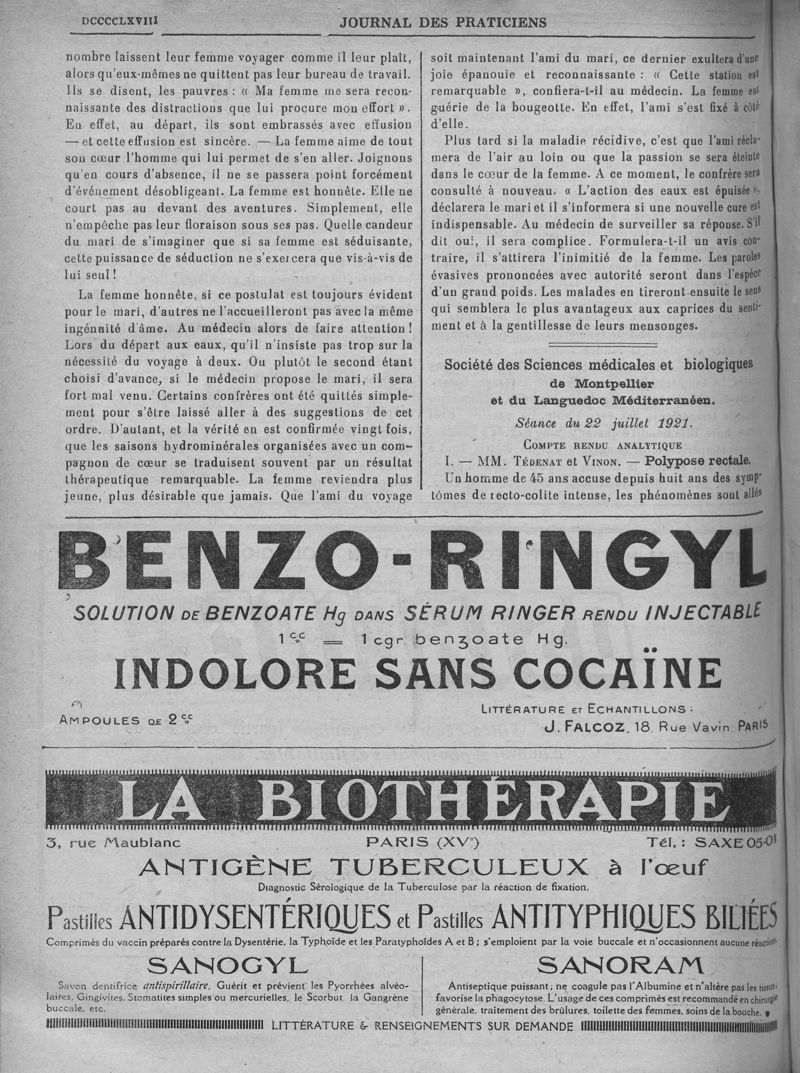 DCCCCLXVIII
JOURNAL DES PRATICIENS
nombre laissent leur femme voyager comme il leur plaît,
alors qu'eux-mêmes ne quittent pas leur bureau de travail.
Ils se disent, les pauvres : « Ma femme me sera recon-
naissante des distractions que lui procure mon effort ».
En effet, au départ, ils sont embrassés avec effusion
— et cette effusion est sincère. — La femme aime de tout
son cœur l'homme qui lui permet de s'en aller. Joignons
qu'en cours d'absence, il ne se passera point forcément
d'événement désobligeant. La femme est honnête. Elle ne
court pas au devant des aventures. Simplement, elle
n'empêche pas leur floraison sous ses pas. Quelle candeur
du mari de s'imaginer que si sa femme est séduisante,
cette puissance de séduction ne s'exercera que vis-à-vis de
lui seul !
La femme honnête, si ce postulat est toujours évident
pour le mari, d'autres ne l'accueilleront pas avec la même
ingénuité d'âme. Au médecin alors de faire attention !
Lors du départ aux eaux, qu'il n'insiste pas trop sur la
nécessité du voyage à deux. Ou plutôt le second étant
choisi d'avance, si le médecin propose le mari, il sera
fort mal venu. Certains confrères ont été quittés simple-
ment pour s'être laissé aller à des suggestions de cet
ordre. D'autant, et la vérité en est confirmée vingt fois,
que les saisons hydrominérales organisées avec un com-
pagnon de cœur se traduisent souvent par un résultat
thérapeutique remarquable. La femme reviendra plus
jeune, plus désirable que jamais. Que l'ami du voyage
soit maintenant l'ami du mari, ce dernier exultera d'une
joie épanouie et reconnaissante : « Cette station est
remarquable », confiera-t-il au médecin. La femme est
guérie de la bougeotte. En effet, l'ami s'est fixé à côté
d'elle.
Plus tard si la maladie récidive, c'est que l'ami récla-
mera de l'air au loin ou que la passion se sera éteinte
dans le cœur de la femme. A ce moment, le confrère sera
consulté à nouveau. « L'action des eaux est épuisée »,
déclarera le mari et il s'informera si une nouvelle cure est
indispensable. Au médecin de surveiller sa réponse. S'il
dit oui, il sera complice. Formulera-t-il un avis con-
traire, il s'attirera l'inimitié de la femme. Les paroles
évasives prononcées avec autorité seront dans l'espèce
d'un grand poids. Les malades en tireront ensuite le sens
qui semblera le plus avantageux aux caprices du senti-
ment et à la gentillesse de leurs mensonges.
Société des Sciences médicales et biologiques
de Montpellier
et du Languedoc Méditerranéen.
Séance du 22 juillet 1921.
COMPTE RENDU ANALYTIQUE
I. — MM. TÉDENAT et VINON. — Polypose rectale.
Un homme de 45 ans accuse depuis huit ans des symp-
tômes de recto-colite intense, les phénomènes sont allés
BENZO-RINGYL
SOLUTION DE BENZOATE Hg DANS SÉRUM RINGER RENDU INJECTABLE
1 cc = 1 cgr. benzoate Hg.
INDOLORE SANS COCAÏNE
AMPOULES DE 2 cc
LITTÉRATURE ET ECHANTILLONS :
J. FALCOZ, 18, Rue Vavin, PARIS
LA BIOTHÉRAPIE
3, rue Maublanc PARIS (XV°) Tél. : SAXE 05-01
ANTIGÈNE TUBERCULEUX à l'œuf
Diagnostic Sérologique de la Tuberculose par la réaction de fixation.
Pastilles ANTIDYSENTÉRIQUES et Pastilles ANTITYPHIQUES BILIÉES
Comprimés du vaccin préparés contre la Dysentérie, la Typhoïde et les Paratyphoïdes A et B ; s'emploient par la voie buccale et n'occasionnent aucune réaction.
SANOGYL
Savon dentifrice antispirillaire, Guérit et prévient les Pyorrhées alvéo-
laires, Gingivites, Stomatites simples ou mercurielles, le Scorbut, la Gangrène
buccale, etc.
SANORAM
Antiseptique puissant ; ne coagule pas l'Albumine et n'altère pas les tissus.
favorise la phagocytose. L'usage de ces comprimés est recommandé en chirurgie
générale, traitement des brûlures, toilette des femmes, soins de la bouche.
LITTÉRATURE & RENSEIGNEMENTS SUR DEMANDE